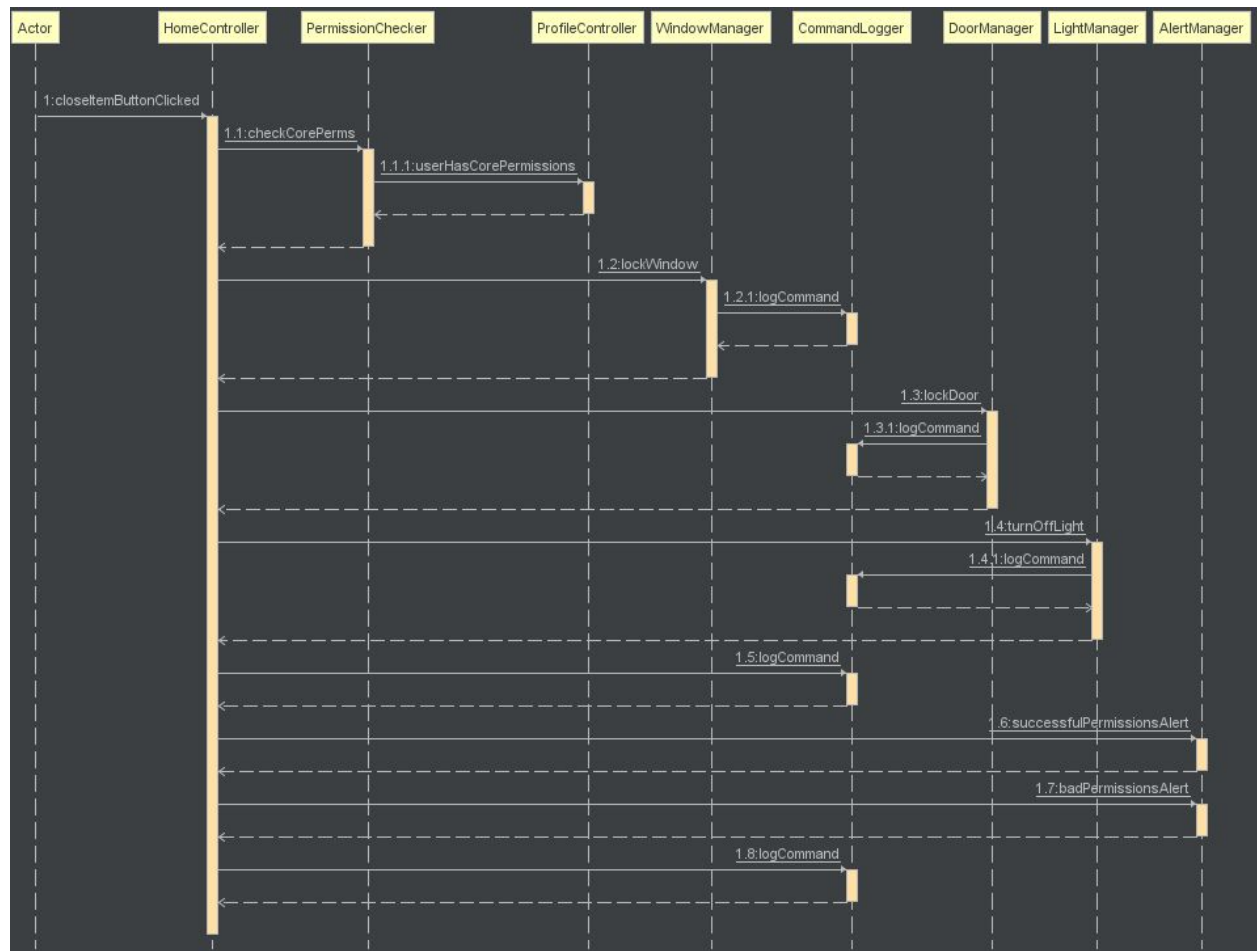 Actor
HomeController
PermissionChecker
ProfileController
WindowManager
CommandLogger
DoorManager
LightManager
AlertManager
1:closeItemButtonClicked
1.1:checkCorePerms
1.1.1:userHasCorePermissions
1.2:lockWindow
1.2.1:logCommand
1.3:lockDoor
1.3.1:logCommand
1.4:turnOffLight
1.4.1:logCommand
1.5:logCommand
1.6:successfulPermissionsAlert
1.7:badPermissionsAlert
1.8:logCommand